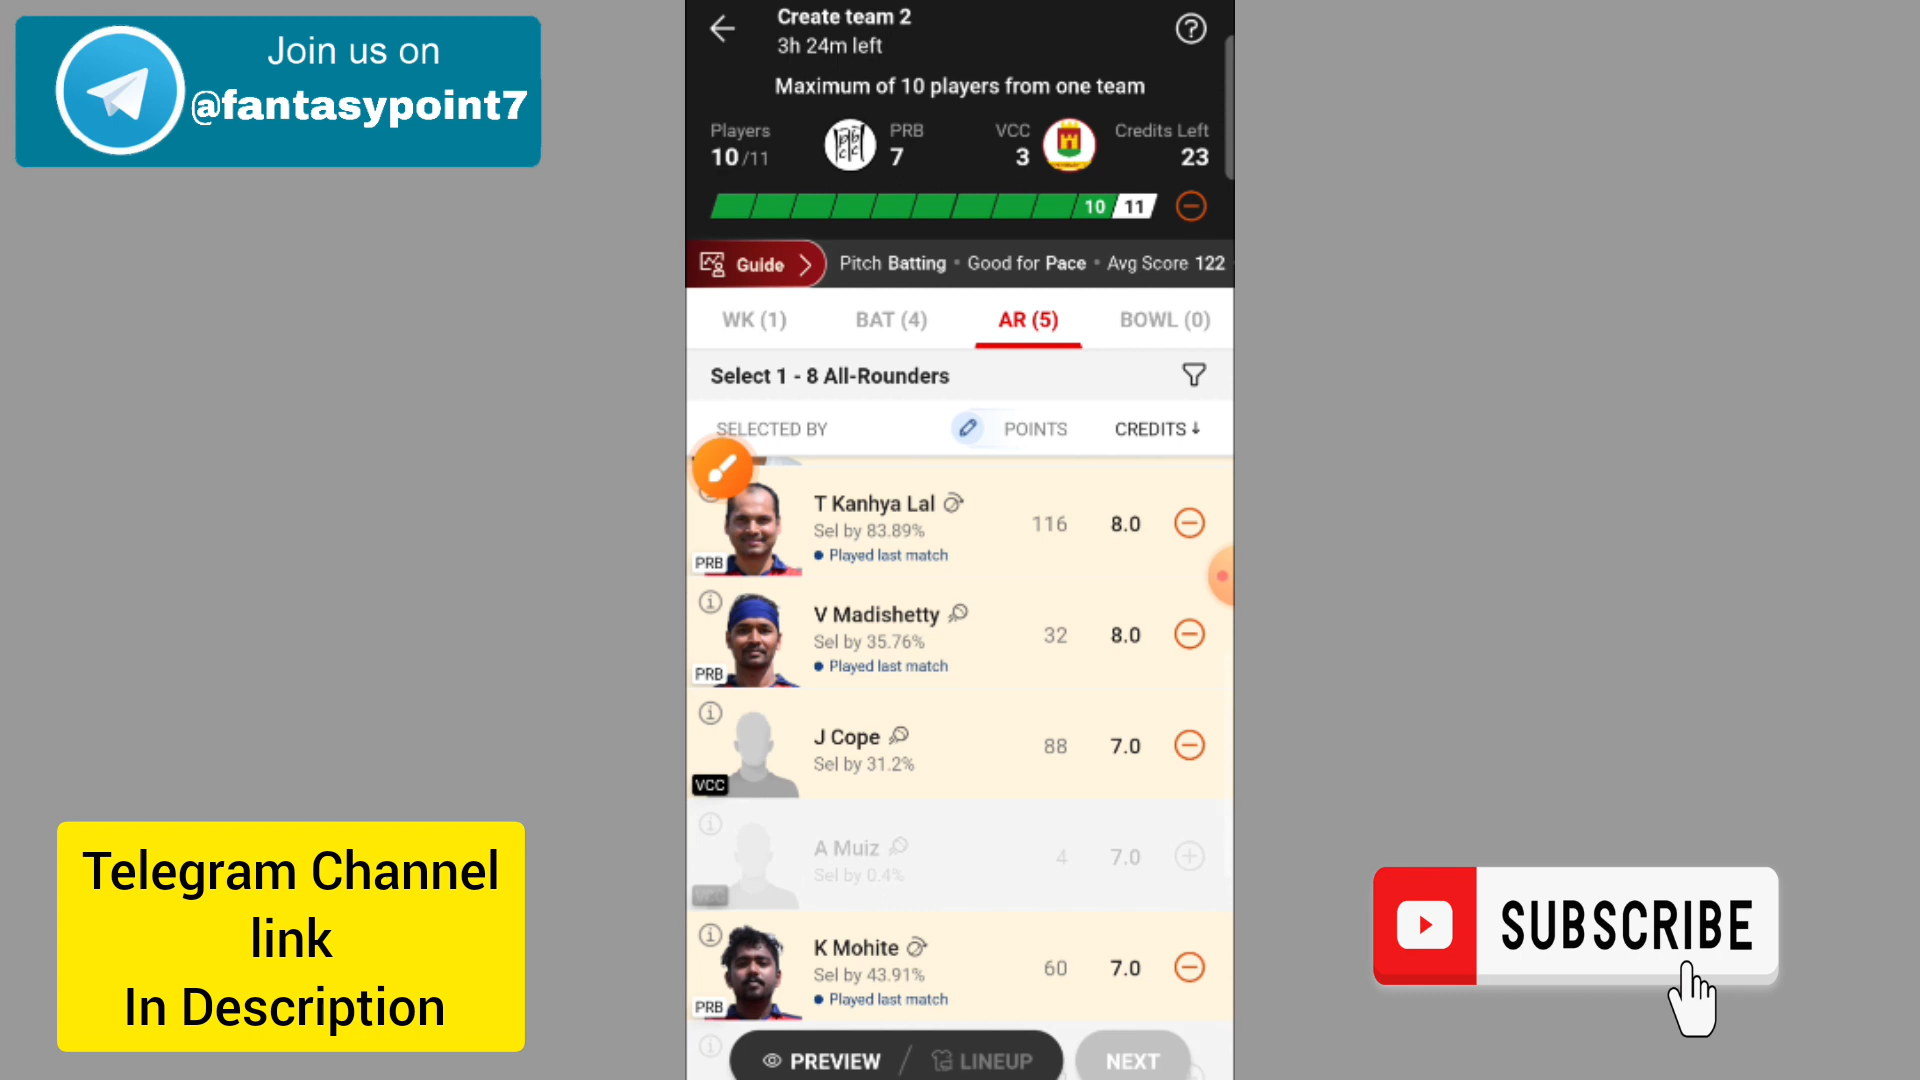 Join us on
@fantasypoint7
Create team 2
3h 24m left
Maximum of 10 players from one team
Players
10/11
PRB
7
VCC
3
Credits Left
23
10 11
Guide
Pitch Batting • Good for Pace • Avg Score 122
WK (1) BAT (4) AR (5) BOWL (0)
Select 1 - 8 All-Rounders
SELECTED BY POINTS CREDITS ↓
T Kanhya Lal
Sel by 83.89%
• Played last match
PRB
116 8.0
V Madishetty
Sel by 35.76%
• Played last match
PRB
32 8.0
J Cope
Sel by 31.2%
VCC
88 7.0
A Muiz
Sel by 0.4%
VCC
4 7.0
K Mohite
Sel by 43.91%
• Played last match
PRB
60 7.0
PREVIEW / LINEUP NEXT
Telegram Channel
link
In Description
SUBSCRIBE